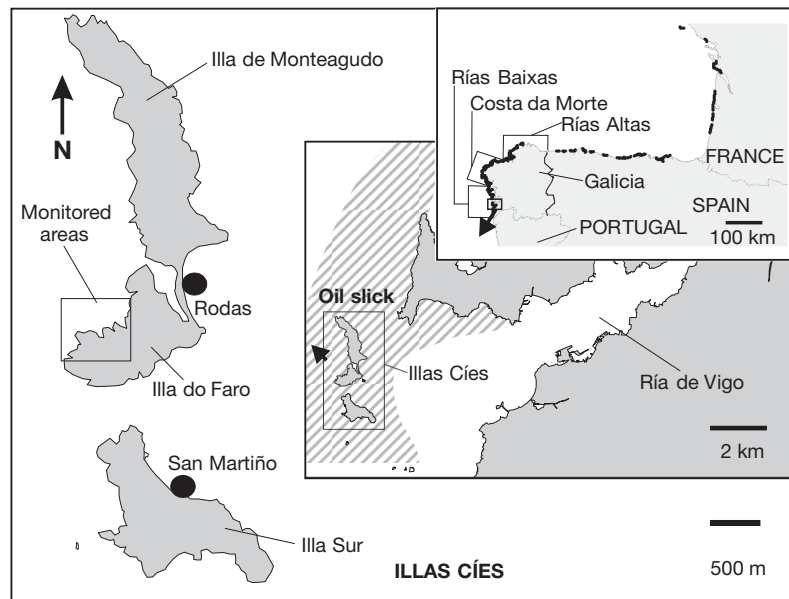 Illa de Monteagudo
N
Monitored
areas
Rodas
Illa do Faro
San Martiño
Illa Sur
ILLAS CÍES
500 m
Oil slick
Illas Cíes
Ría de Vigo
2 km
Rías Baixas
Costa da Morte
Rías Altas
FRANCE
Galicia
SPAIN
PORTUGAL
100 km